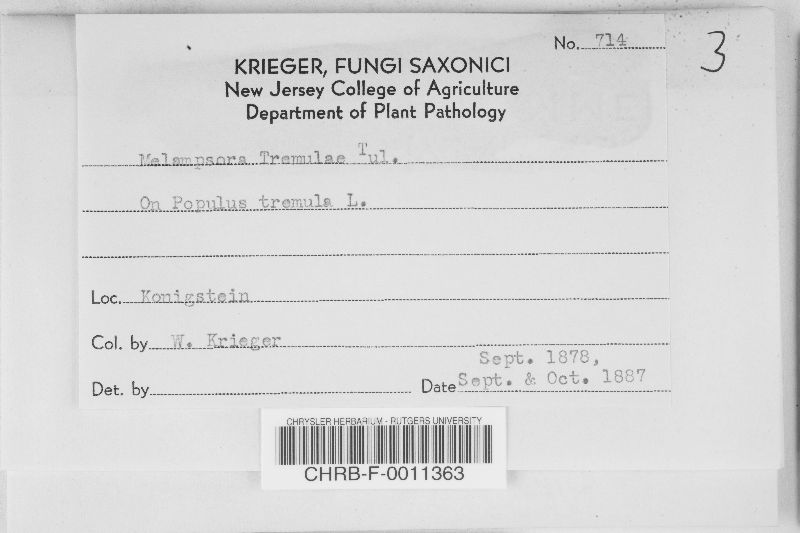 No. 714
3
KRIEGER, FUNGI SAXONICI
New Jersey College of Agriculture
Department of Plant Pathology
Melampsora Tremulae Tul.
On Populus tremula L.
Loc. Konigstein
Col. by W. Krieger
Sept. 1878,
Det. by Date Sept. & Oct. 1887
CHRYSLER HERBARIUM - RUTGERS UNIVERSITY
CHRB-F-0011363